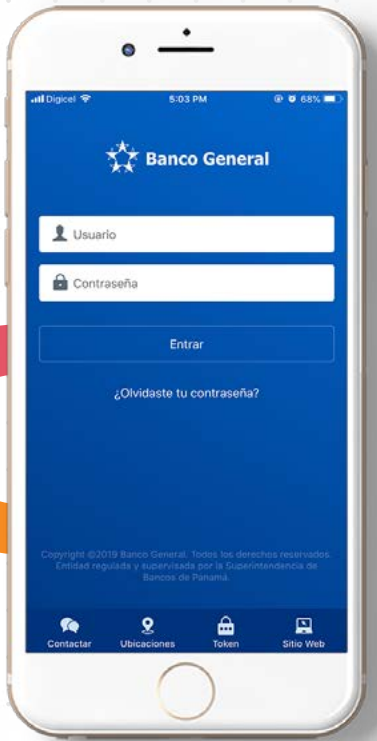 Digicel 5:03 PM 68%
Banco General
Usuario
Contraseña
Entrar
¿Olvidaste tu contraseña?
Copyright ©2019 Banco General. Todos los derechos reservados.
Entidad regulada y supervisada por la Superintendencia de
Bancos de Panamá.
Contactar Ubicaciones Token Sitio Web